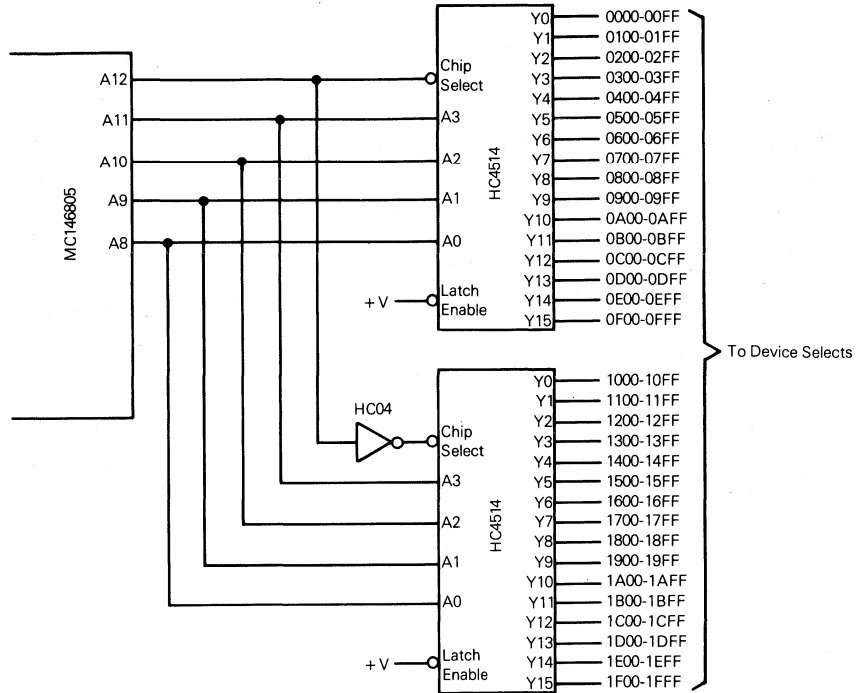 MC146805
A12
A11
A10
A9
A8
Chip
Select
A3
A2
A1
A0
+V
Latch
Enable
HC4514
Y0 0000-00FF
Y1 0100-01FF
Y2 0200-02FF
Y3 0300-03FF
Y4 0400-04FF
Y5 0500-05FF
Y6 0600-06FF
Y7 0700-07FF
Y8 0800-08FF
Y9 0900-09FF
Y10 0A00-0AFF
Y11 0B00-0BFF
Y12 0C00-0CFF
Y13 0D00-0DFF
Y14 0E00-0EFF
Y15 0F00-0FFF
To Device Selects
HC04
Chip
Select
A3
A2
A1
A0
+V
Latch
Enable
HC4514
Y0 1000-10FF
Y1 1100-11FF
Y2 1200-12FF
Y3 1300-13FF
Y4 1400-14FF
Y5 1500-15FF
Y6 1600-16FF
Y7 1700-17FF
Y8 1800-18FF
Y9 1900-19FF
Y10 1A00-1AFF
Y11 1B00-1BFF
Y12 1C00-1CFF
Y13 1D00-1DFF
Y14 1E00-1EFF
Y15 1F00-1FFF